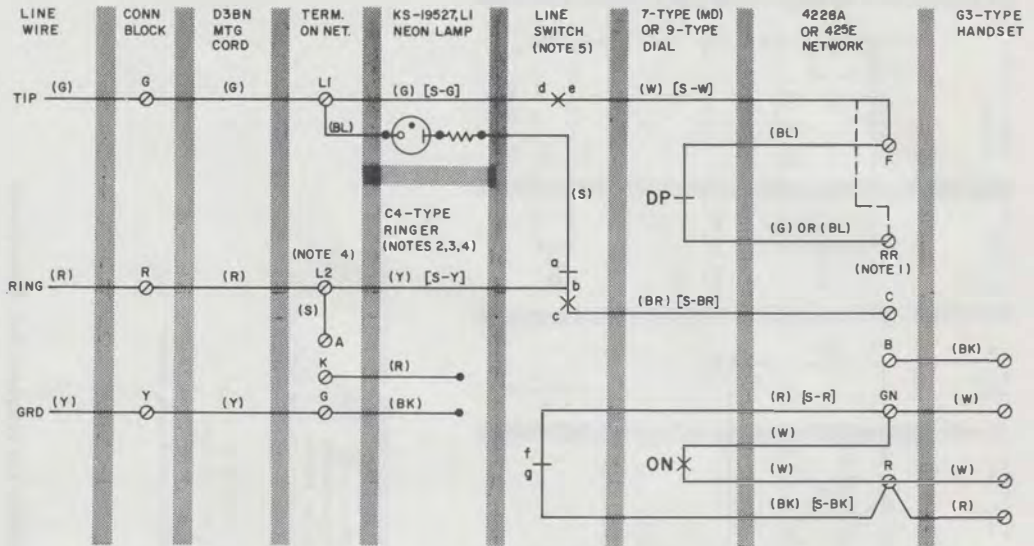 LINE
WIRE
CONN
BLOCK
D3BN
MTG
CORD
TERM.
ON NET.
KS-19527,LI
NEON LAMP
LINE
SWITCH
(NOTE 5)
7-TYPE (MD)
OR 9-TYPE
DIAL
4228A
OR 425E
NETWORK
G3-TYPE
HANDSET
TIP (G) G (G) L1 (G) [S-G] d e (W) [S-W]
(BL) (BL) F
(S) DP
C4-TYPE
RINGER
(NOTES 2,3,4)
(G) OR (BL)
RR
(NOTE 1)
(NOTE 4)
RING (R) R (R) L2 (Y) [S-Y] a b
c (BR) [S-BR] C
(S) A
B (BK)
K (R)
GRD (Y) Y (Y) G (BK) (R) [S-R] GN (W)
(W)
f
g ON (W) R (W)
(BK) [S-BK] (R)